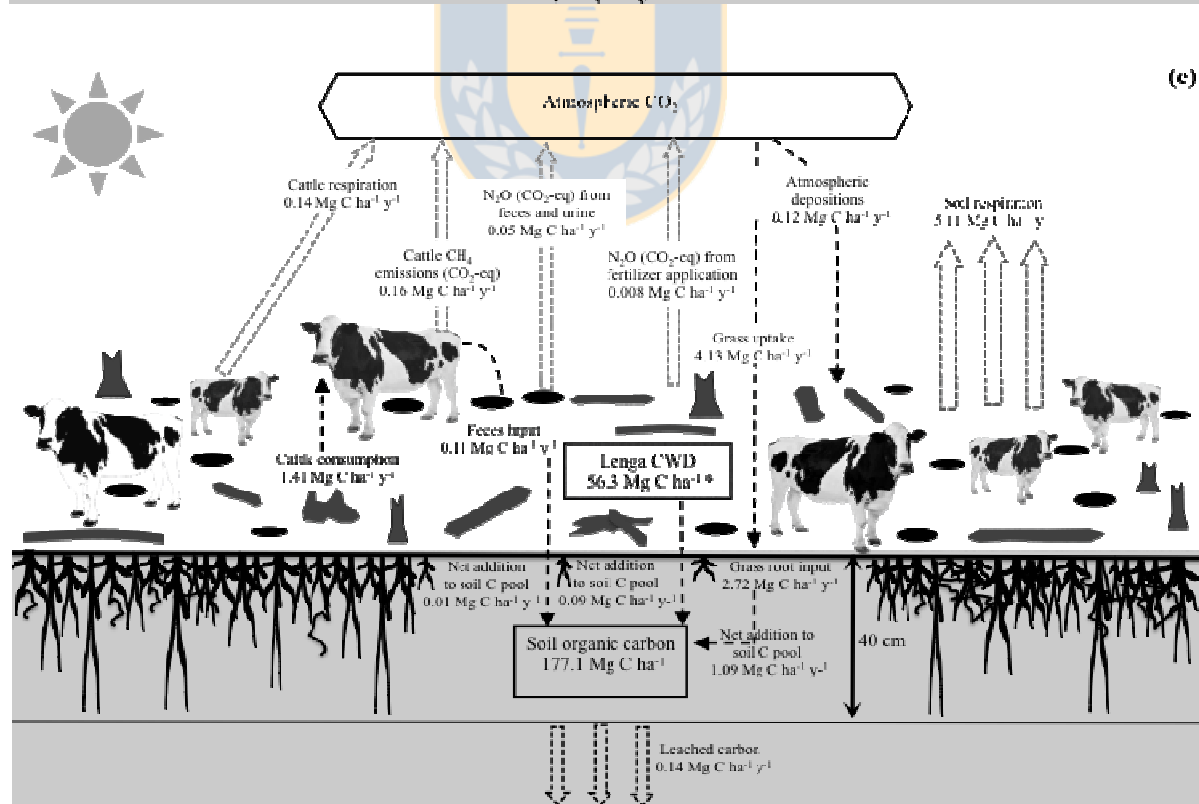 (c)
Atmospheric CO₂
Cattle respiration
0.14 Mg C ha⁻¹ y⁻¹
N₂O (CO₂-eq) from
feces and urine
0.05 Mg C ha⁻¹ y⁻¹
Atmospheric
depositions
0.12 Mg C ha⁻¹ y⁻¹
Soil respiration
Mg C ha⁻¹ y
Cattle CH₄
emissions (CO₂-eq)
0.16 Mg C ha⁻¹ y⁻¹
N₂O (CO₂-eq) from
fertilizer application
0.008 Mg C ha⁻¹ y⁻¹
Grass uptake
4.13 Mg C ha⁻¹ y⁻¹
Cattle consumption
1.41 Mg C ha⁻¹ y⁻¹
Feces Input
0.11 Mg C ha⁻¹ y⁻¹
Lenga CWD
56.3 Mg C ha⁻¹ *
Net addition
to soil C pool
0.01 Mg C ha⁻¹ y⁻¹
Net addition
to soil C pool
0.09 Mg C ha⁻¹ y-¹
Grass root input
2.72 Mg C ha⁻¹ y⁻¹
Soil organic carbon
177.1 Mg C ha⁻¹
Net addition to
soil C pool
1.09 Mg C ha⁻¹ y-¹
40 cm
Leached carbon
0.14 Mg C ha⁻¹ y⁻¹